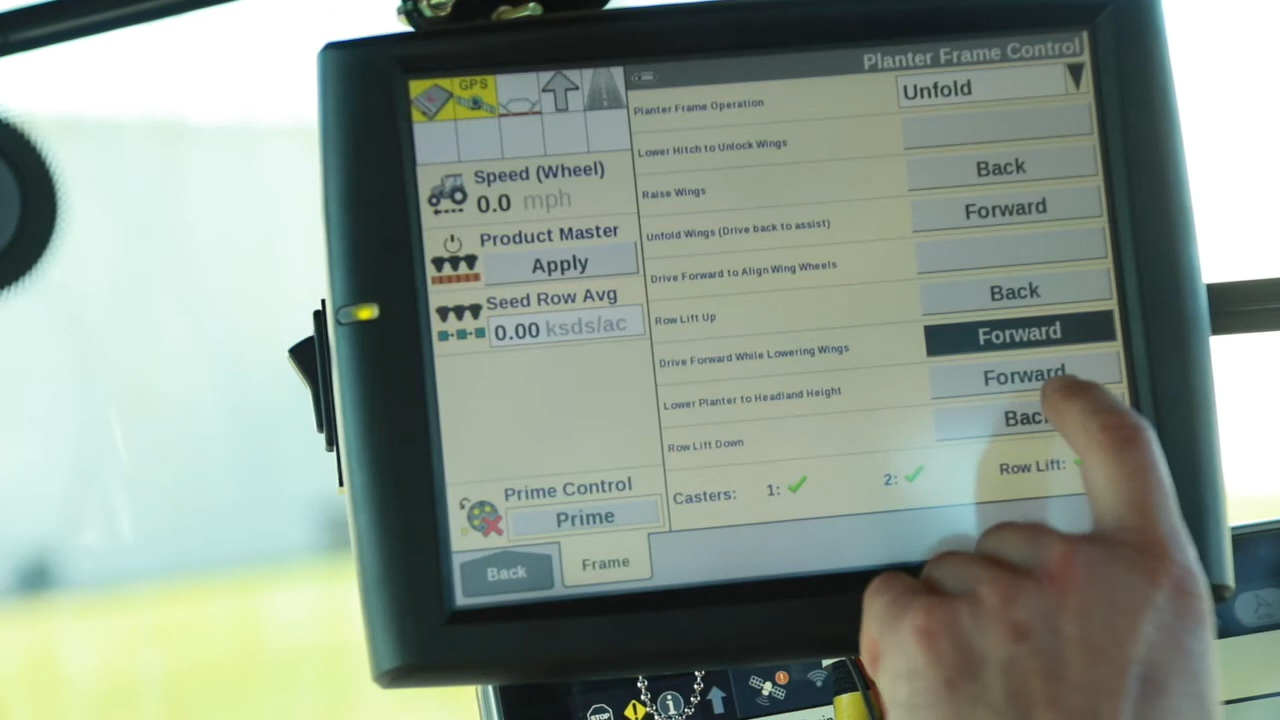 Planter Frame Control
GPS
Planter Frame Operation
Unfold
Lower Hitch to Unlock Wings
Raise Wings
Back
Unfold Wings (Drive back to assist)
Forward
Drive Forward to Align Wing Wheels
Row Lift Up
Back
Drive Forward While Lowering Wings
Forward
Lower Planter to Headland Height
Forward
Row Lift Down
Back
Casters:
1:
2:
Row Lift:
Speed (Wheel)
0.0 mph
Product Master
Apply
Seed Row Avg
0.00 ksds/ac
Prime Control
Prime
Back
Frame
STOP